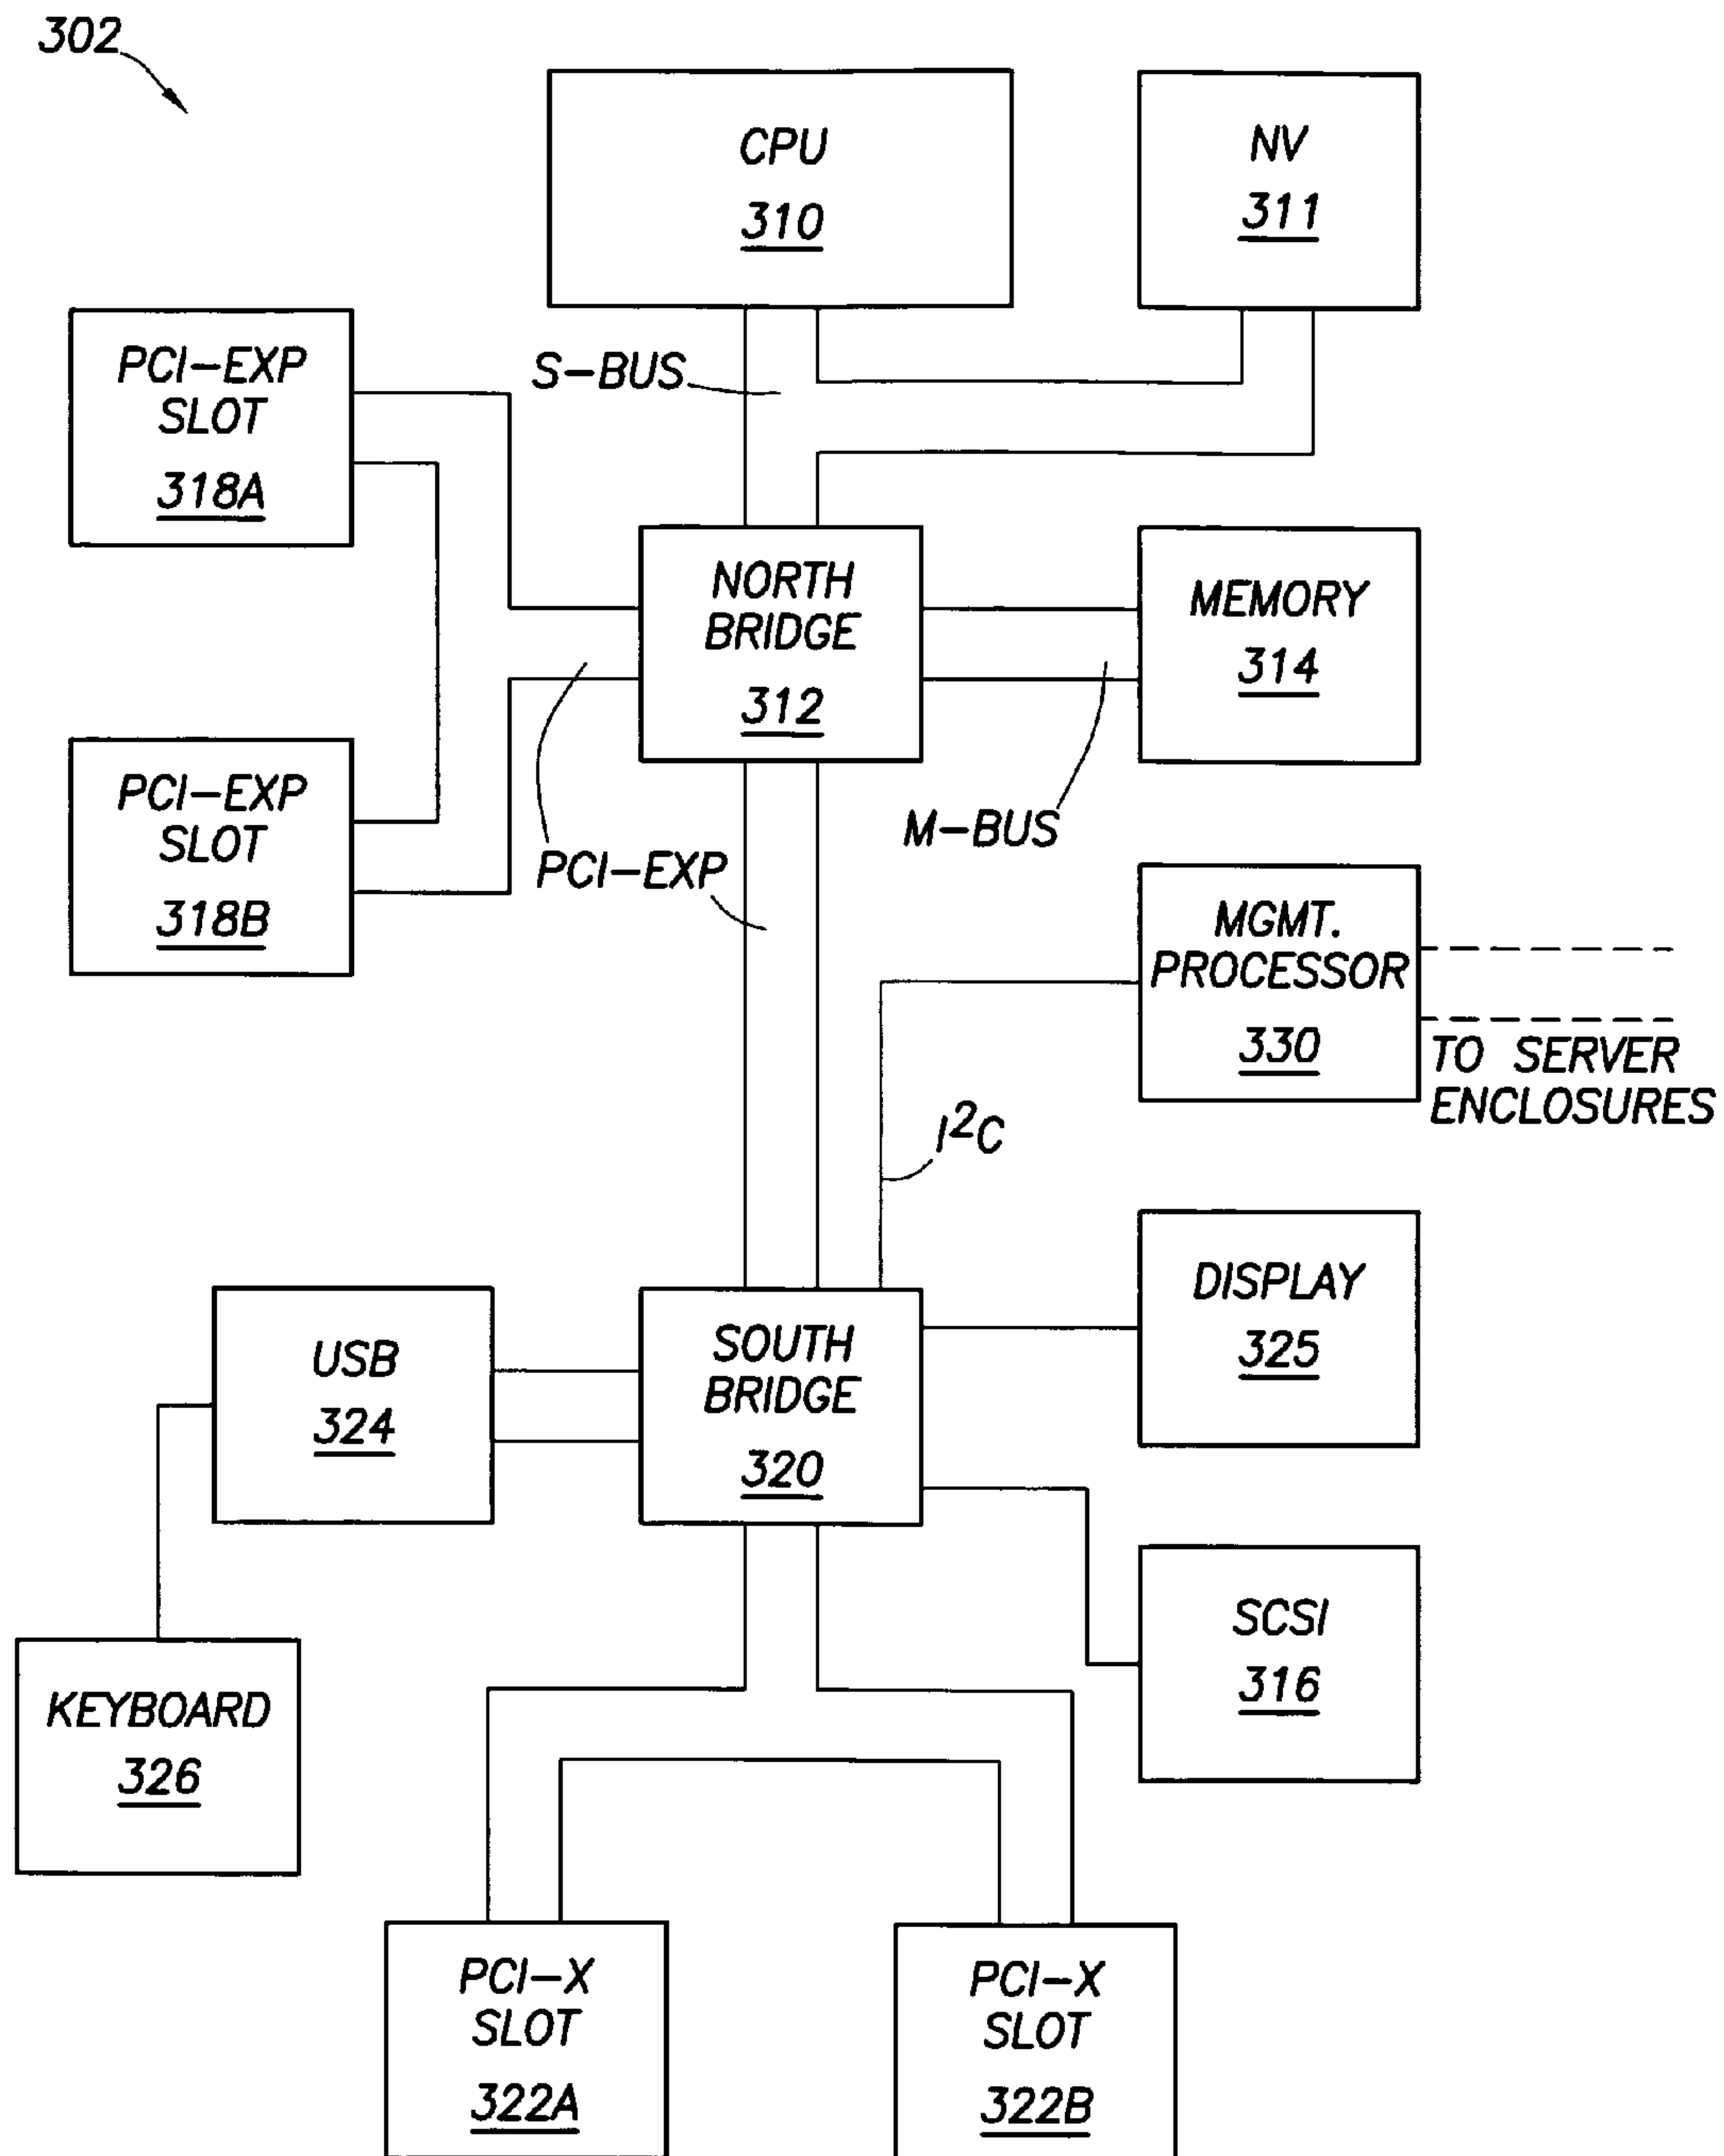 302
CPU
310
NV
311
S-BUS
PCI-EXP
SLOT
318A
NORTH
BRIDGE
312
MEMORY
314
PCI-EXP
SLOT
318B
PCI-EXP
M-BUS
MGMT.
PROCESSOR
330
TO SERVER
ENCLOSURES
I²C
DISPLAY
325
USB
324
SOUTH
BRIDGE
320
SCSI
316
KEYBOARD
326
PCI-X
SLOT
322A
PCI-X
SLOT
322B